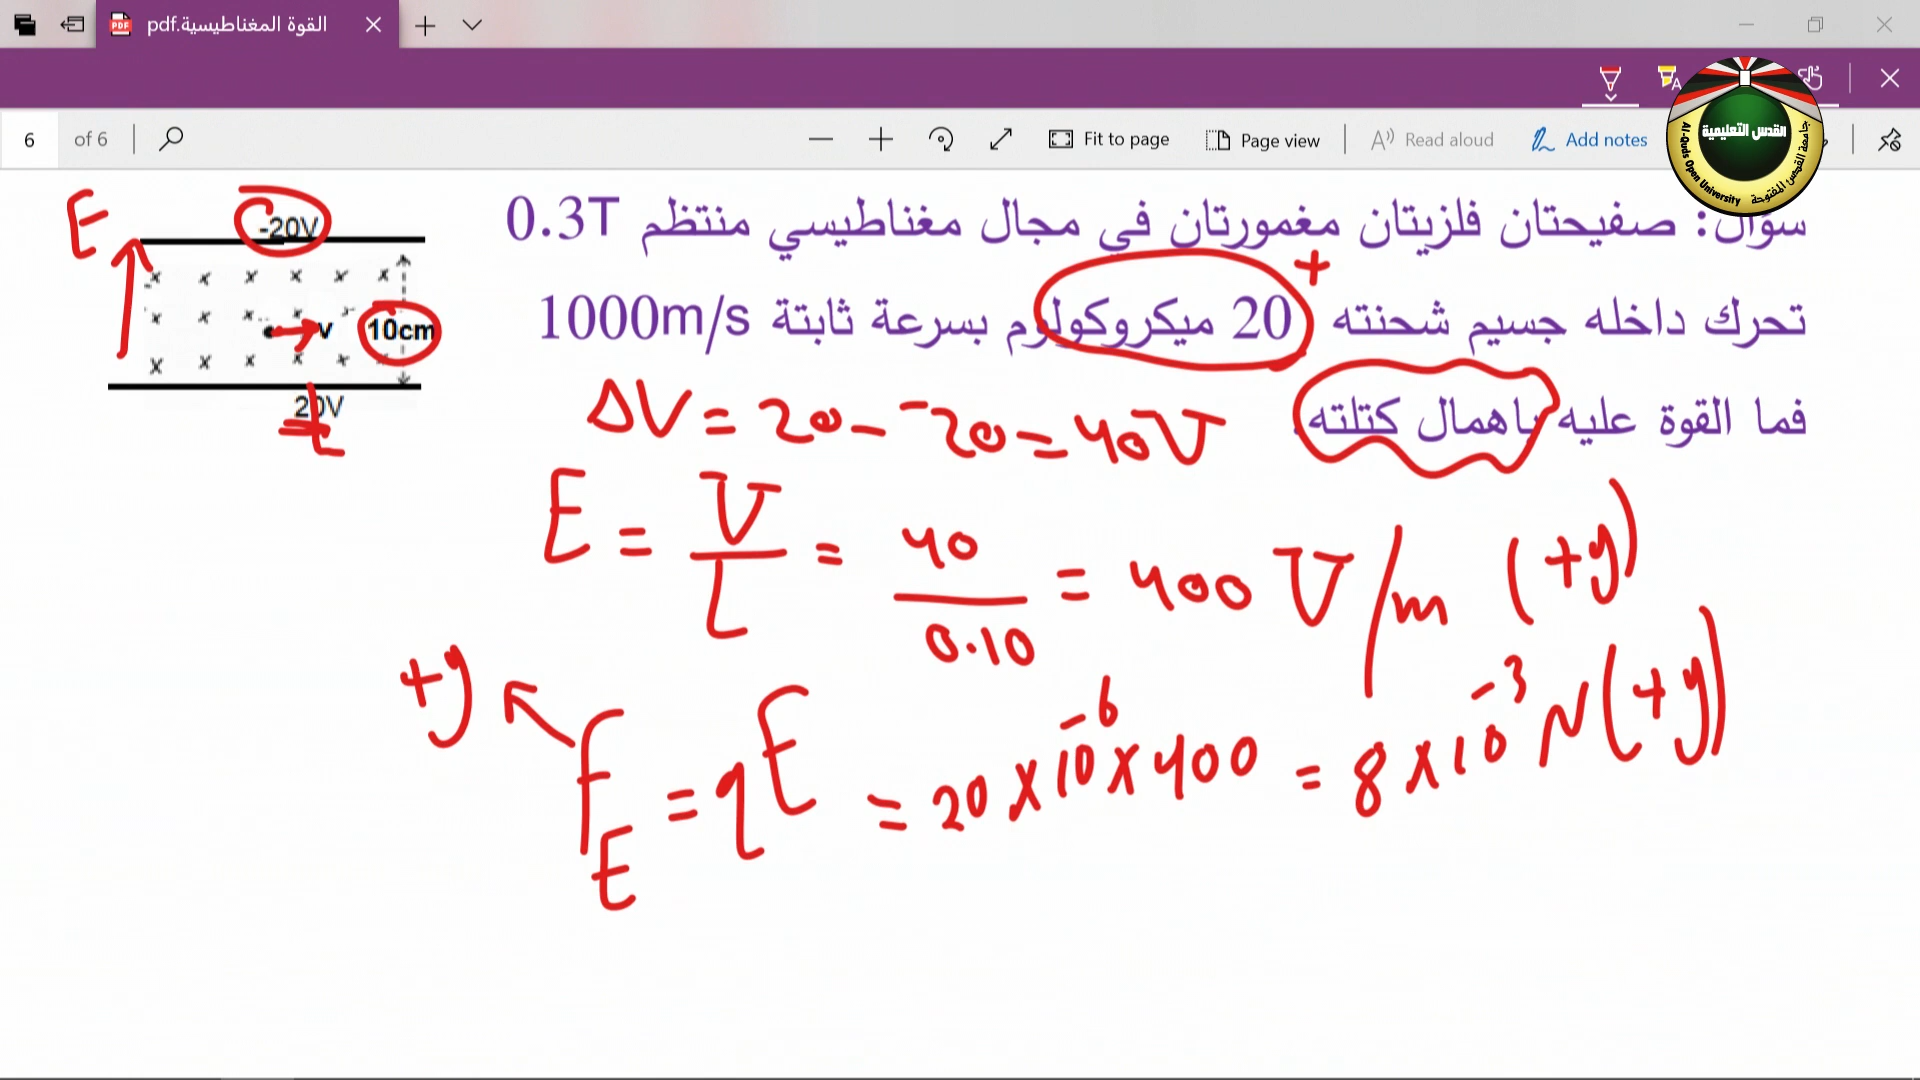 القوة المغناطيسية.pdf
6 of 6
Fit to page
Page view
Read aloud
Add notes
القدس التعليمية
جامعة القدس المفتوحة
Al-Quds Open University
سؤال: صفيحتان فلزيتان مغمورتان في مجال مغناطيسي منتظم 0.3T
تحرك داخله جسيم شحنته 20 ميكروكولوم بسرعة ثابتة 1000m/s
+
فما القوة عليه باهمال كتلته.
E
-20V
v
10cm
20V
ΔV = 20 - -20 = 40V
E = V/L = 40/0.10 = 400 V/m (+y)
+y
F_E = qE = 20 × 10^-6 × 400 = 8 × 10^-3 N (+y)